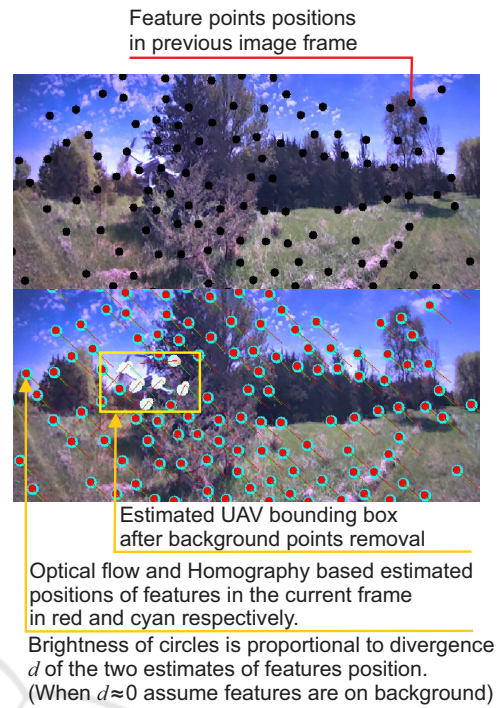 Feature points positions
in previous image frame
Estimated UAV bounding box
after background points removal
Optical flow and Homography based estimated
positions of features in the current frame
in red and cyan respectively.
Brightness of circles is proportional to divergence
d of the two estimates of features position.
(When d≈0 assume features are on background)